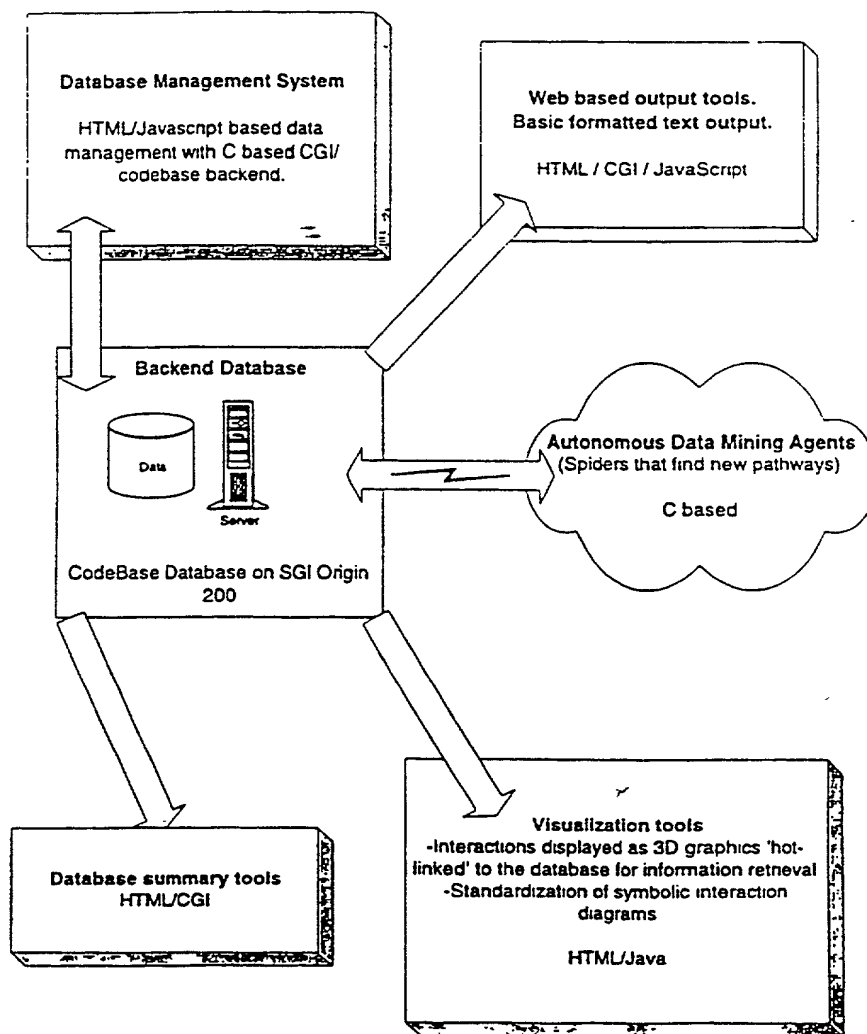 Database Management System
HTML/Javascript based data
management with C based CGI/
codebase backend.
Web based output tools.
Basic formatted text output.
HTML / CGI / JavaScript
Backend Database
Data
Server
CodeBase Database on SGI Origin
200
Autonomous Data Mining Agents
(Spiders that find new pathways)
C based
Database summary tools
HTML/CGI
Visualization tools
-Interactions displayed as 3D graphics 'hot-
linked' to the database for information retrieval
-Standardization of symbolic interaction
diagrams
HTML/Java